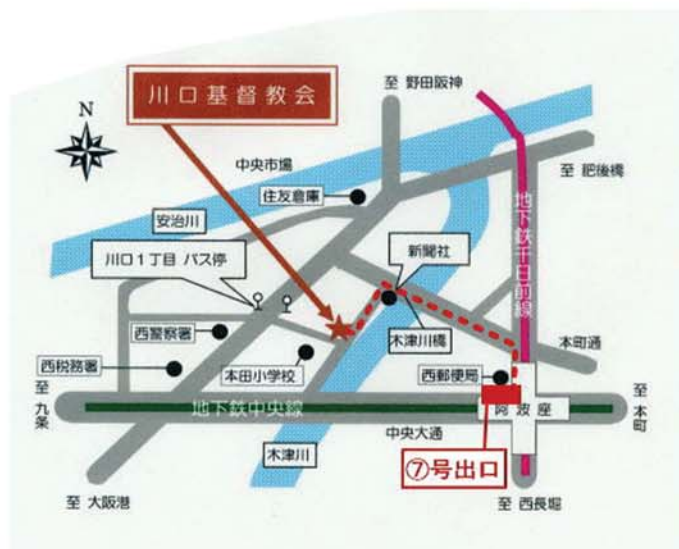 川口基督教会
至 野田阪神
N
中央市場
至 肥後橋
住友倉庫
安治川
地下鉄千日前線
新聞社
川口1丁目 バス停
木津川橋
西警察署
本町通
西税務署
本田小学校
西郵便局
至 九条
地下鉄中央線
阿波座
至 本町
中央大通
木津川
⑦号出口
至 大阪港
至 西長堀